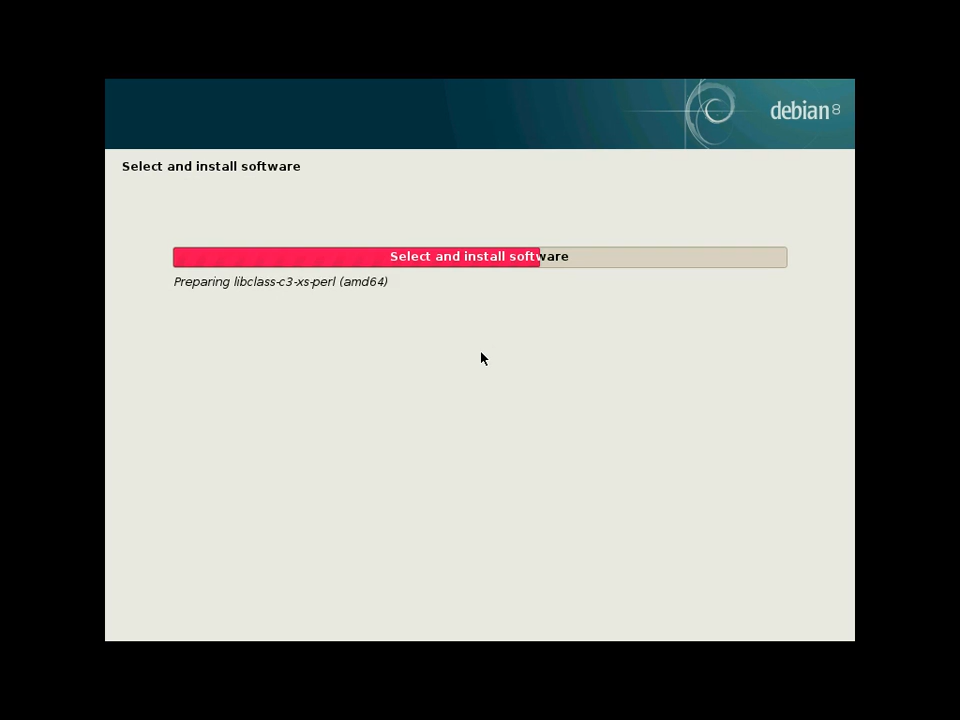 debian 8
Select and install software
Select and install software
Preparing libclass-c3-xs-perl (amd64)